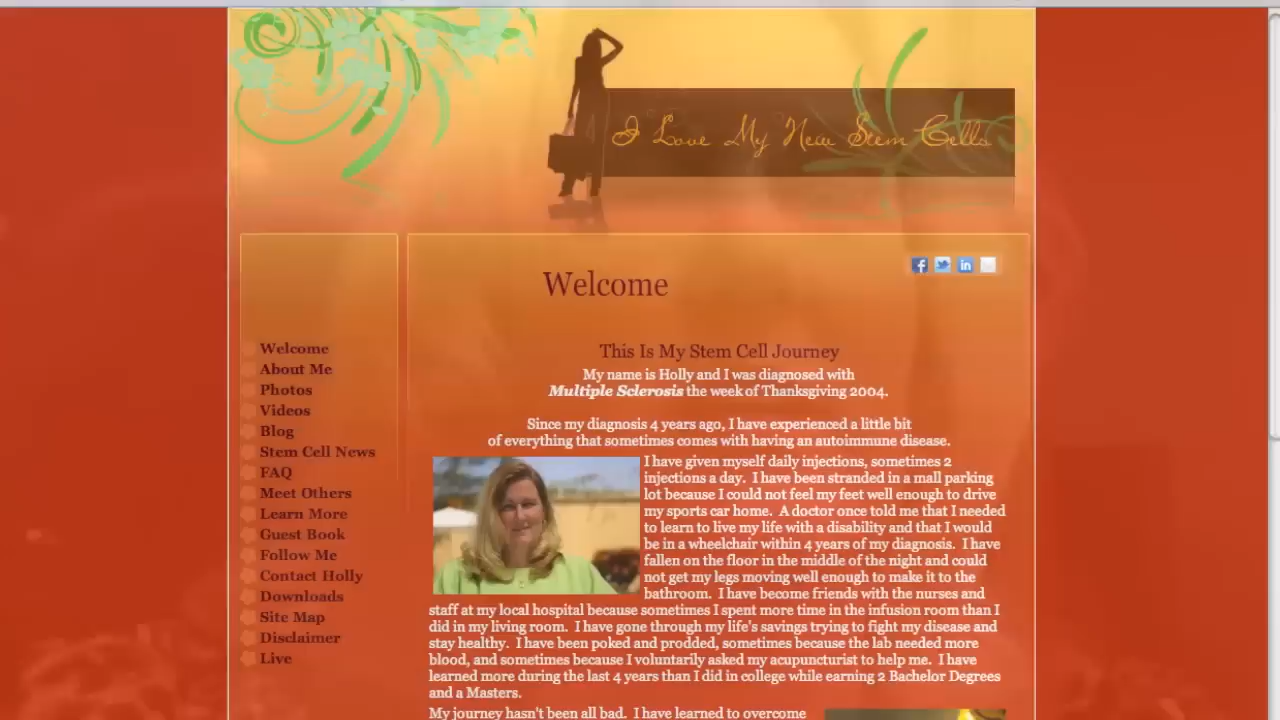 I Love My New Stem Cells
Welcome
This Is My Stem Cell Journey
My name is Holly and I was diagnosed with
Multiple Sclerosis the week of Thanksgiving 2004.
Since my diagnosis 4 years ago, I have experienced a little bit
of everything that sometimes comes with having an autoimmune disease.
I have given myself daily injections, sometimes 2
injections a day. I have been stranded in a mall parking
lot because I could not feel my feet well enough to drive
my sports car home. A doctor once told me that I needed
to learn to live my life with a disability and that I would
be in a wheelchair within 4 years of my diagnosis. I have
fallen on the floor in the middle of the night and could
not get my legs moving well enough to make it to the
bathroom. I have become friends with the nurses and
staff at my local hospital because sometimes I spent more time in the infusion room than I
did in my living room. I have gone through my life's savings trying to fight my disease and
stay healthy. I have been poked and prodded, sometimes because the lab needed more
blood, and sometimes because I voluntarily asked my acupuncturist to help me. I have
learned more during the last 4 years than I did in college while earning 2 Bachelor Degrees
and a Masters.
My journey hasn't been all bad. I have learned to overcome
Welcome
About Me
Photos
Videos
Blog
Stem Cell News
FAQ
Meet Others
Learn More
Guest Book
Follow Me
Contact Holly
Downloads
Site Map
Disclaimer
Live